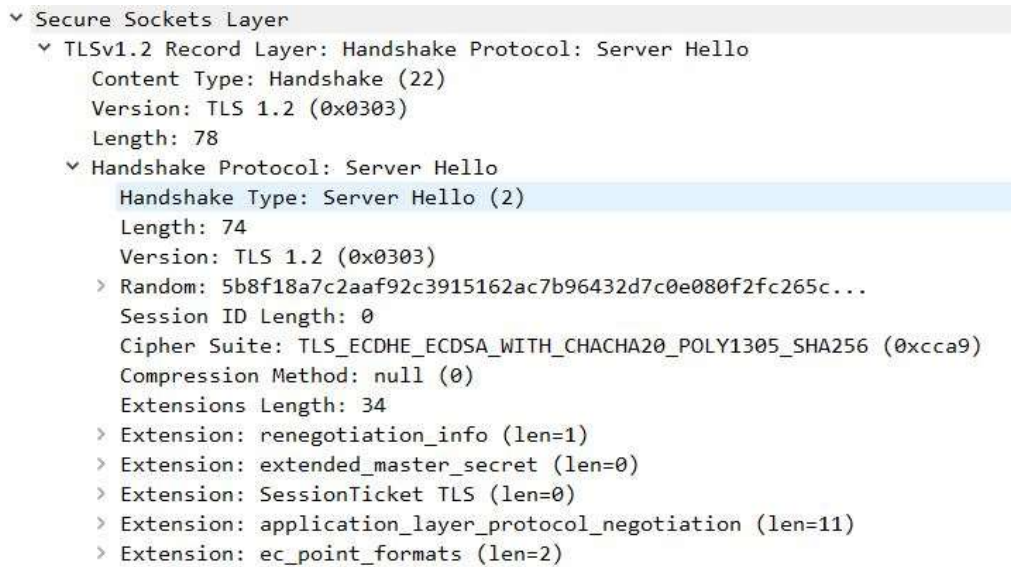 Secure Sockets Layer
TLSv1.2 Record Layer: Handshake Protocol: Server Hello
Content Type: Handshake (22)
Version: TLS 1.2 (0x0303)
Length: 78
Handshake Protocol: Server Hello
Handshake Type: Server Hello (2)
Length: 74
Version: TLS 1.2 (0x0303)
Random: 5b8f18a7c2aaf92c3915162ac7b96432d7c0e080f2fc265c...
Session ID Length: 0
Cipher Suite: TLS_ECDHE_ECDSA_WITH_CHACHA20_POLY1305_SHA256 (0xcca9)
Compression Method: null (0)
Extensions Length: 34
Extension: renegotiation_info (len=1)
Extension: extended_master_secret (len=0)
Extension: SessionTicket TLS (len=0)
Extension: application_layer_protocol_negotiation (len=11)
Extension: ec_point_formats (len=2)